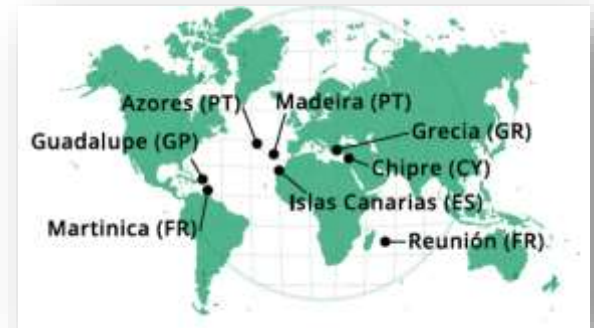 Azores (PT) Madeira (PT)
Grecia (GR)
Guadalupe (GP)
Chipre (CY)
Islas Canarias (ES)
Martinica (FR)
Reunión (FR)